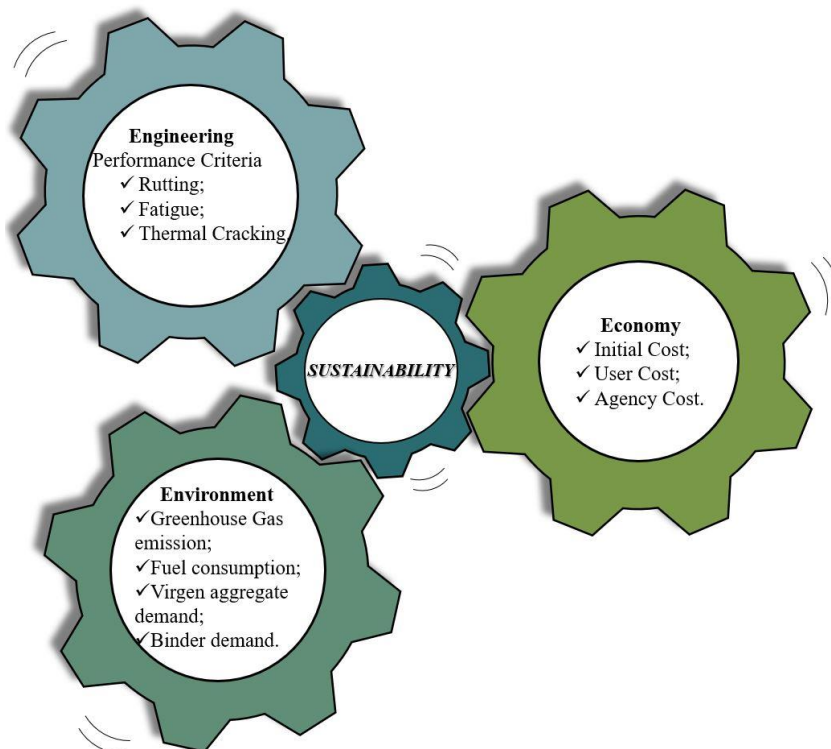 Engineering
Performance Criteria
✓ Rutting;
✓ Fatigue;
✓ Thermal Cracking
SUSTAINABILITY
Economy
✓ Initial Cost;
✓ User Cost;
✓ Agency Cost.
Environment
✓Greenhouse Gas
emission;
✓Fuel consumption;
✓Virgen aggregate
demand;
✓Binder demand.